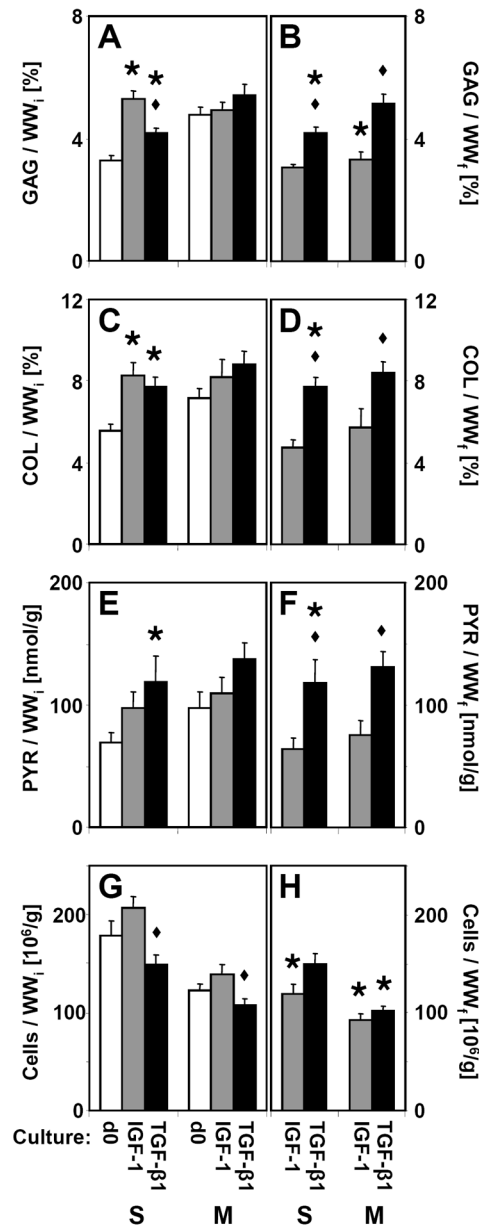 A B
GAG / WWi [%]
8
4
0
8
4
0
GAG / WWf [%]
* * ♦ * ♦ * ♦
C D
COL / WWi [%]
12
8
4
0
12
8
4
0
COL / WWf [%]
* * * ♦ ♦
E F
PYR / WWi [nmol/g]
200
100
0
200
100
0
PYR / WWf [nmol/g]
* * ♦ ♦
G H
Cells / WWi [10⁶/g]
200
100
0
200
100
0
Cells / WWf [10⁶/g]
♦ ♦ * * *
Culture: d0 IGF-1 TGF-β1 d0 IGF-1 TGF-β1 IGF-1 TGF-β1 IGF-1 TGF-β1
S M S M